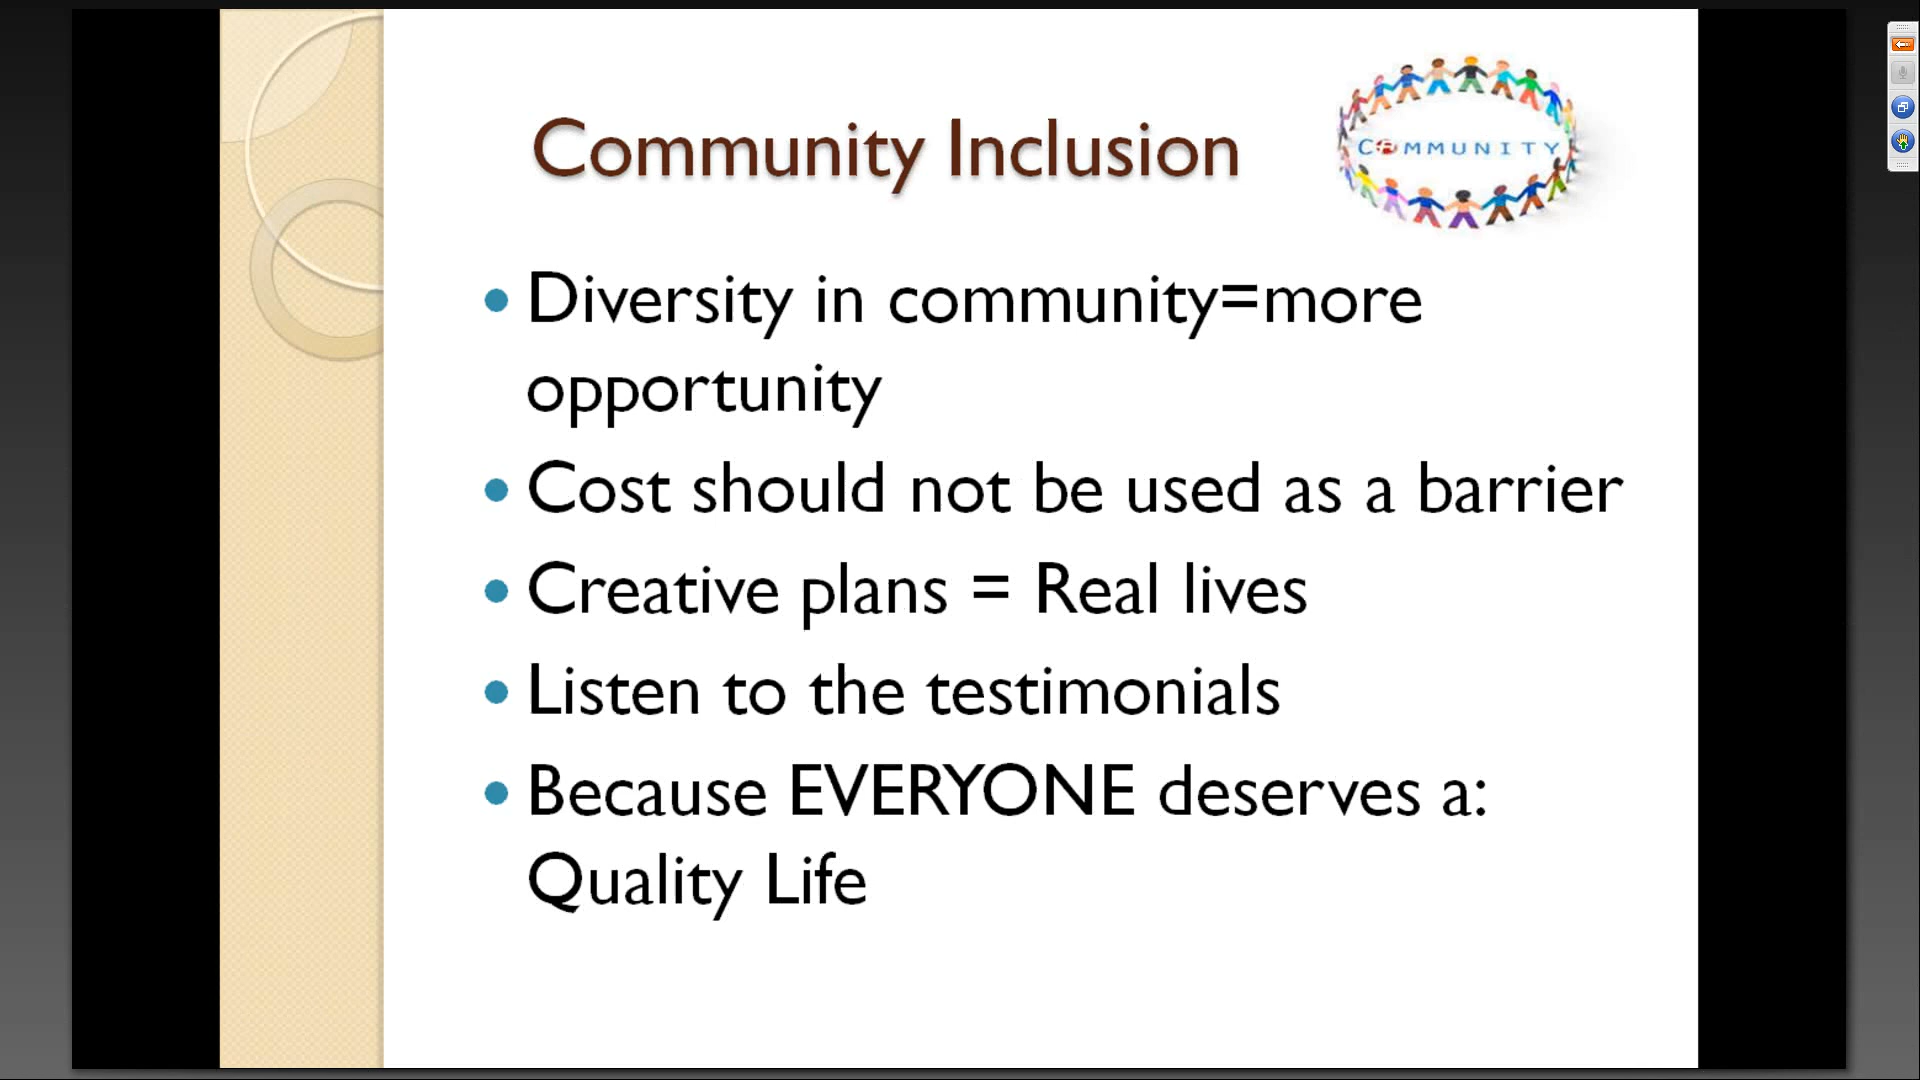 Community Inclusion
COMMUNITY
• Diversity in community=more
opportunity
• Cost should not be used as a barrier
• Creative plans = Real lives
• Listen to the testimonials
• Because EVERYONE deserves a:
Quality Life